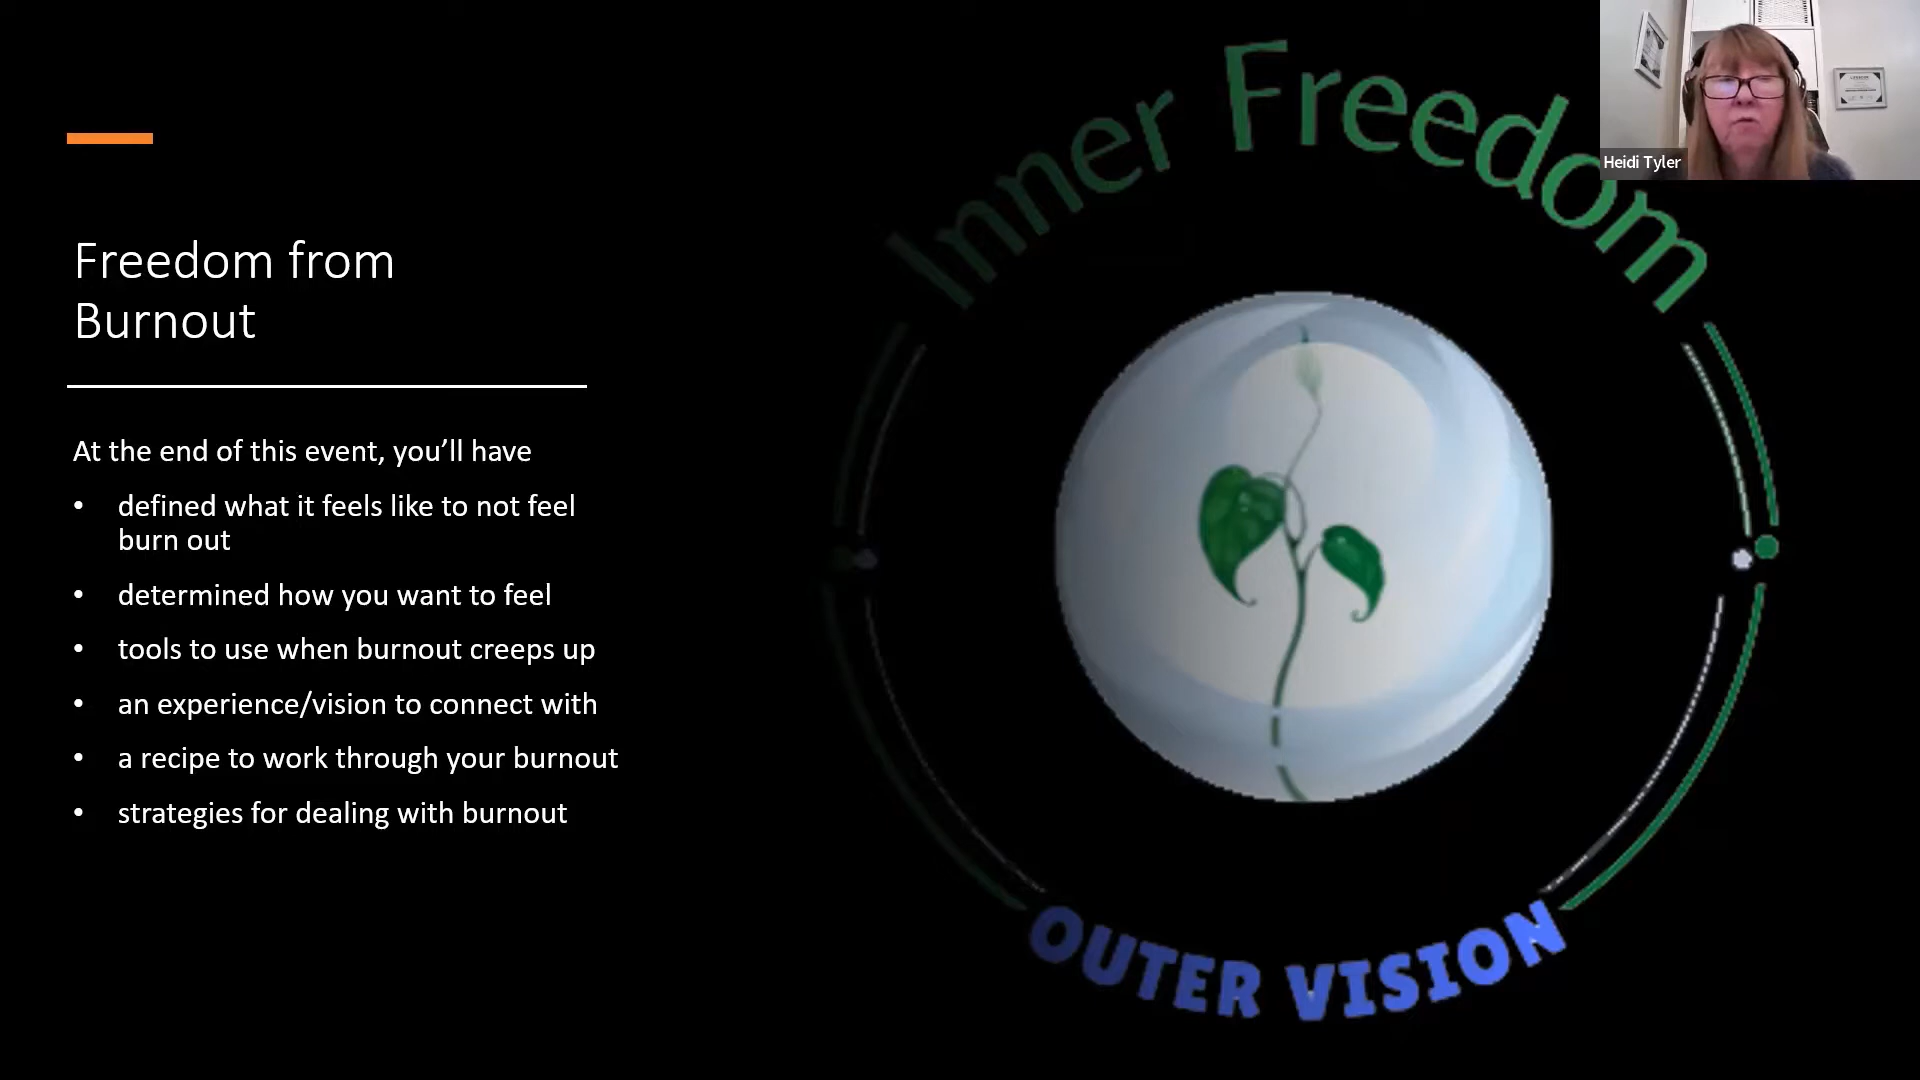 Freedom from
Burnout
At the end of this event, you’ll have
• defined what it feels like to not feel
burn out
• determined how you want to feel
• tools to use when burnout creeps up
• an experience/vision to connect with
• a recipe to work through your burnout
• strategies for dealing with burnout
Inner Freedom
OUTER VISION
Heidi Tyler